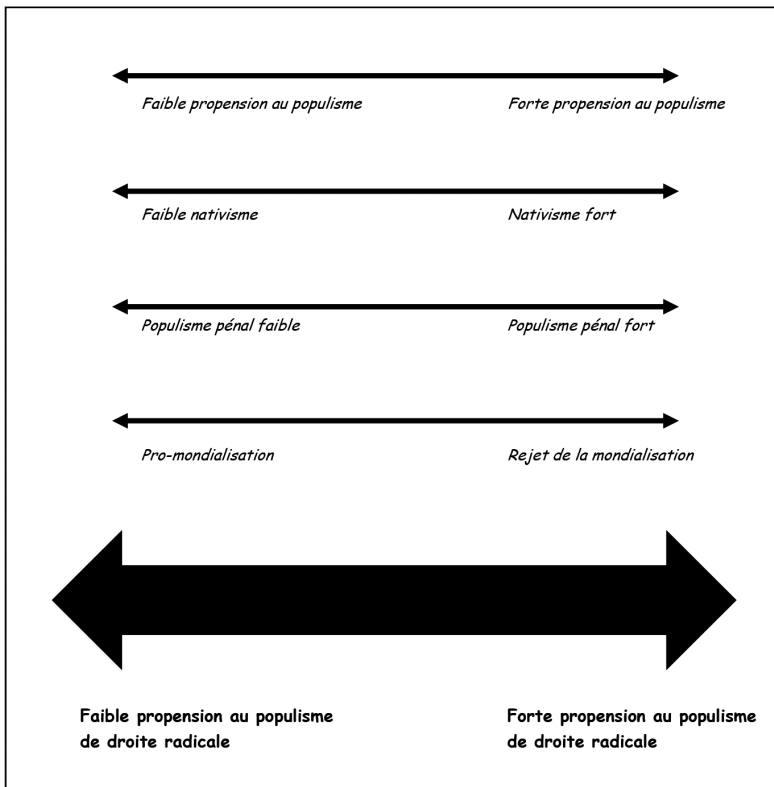 Faible propension au populisme Forte propension au populisme
Faible nativisme Nativisme fort
Populisme pénal faible Populisme pénal fort
Pro-mondialisation Rejet de la mondialisation
Faible propension au populisme Forte propension au populisme
de droite radicale de droite radicale